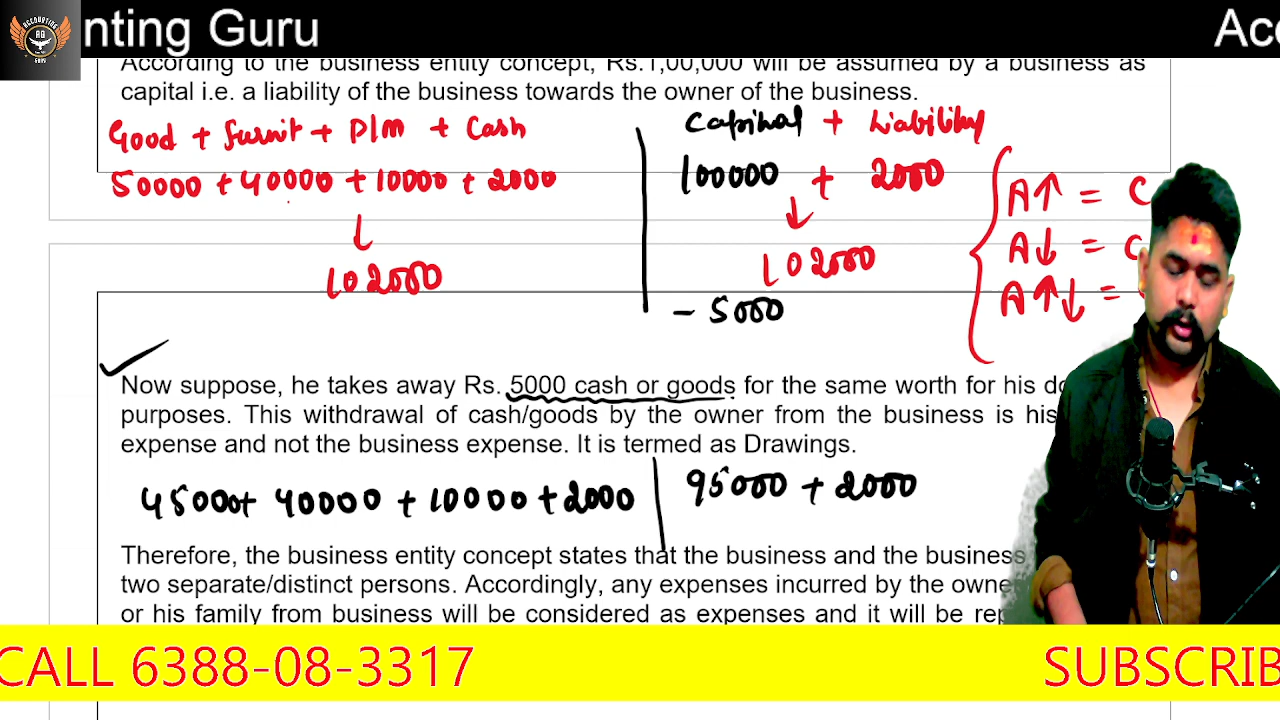 nting Guru
Acc
ACCOUNTING
AG
GURU
According to the business entity concept, Rs.1,00,000 will be assumed by a business as
capital i.e. a liability of the business towards the owner of the business.
Good + Furnit + P/M + Cash
50000 + 40000 + 10000 + 2000
↓
102000
Capital + Liability
100000 + 2000
↓
102000
- 5000
A↑ = C
A↓ = C
A↑↓ =
Now suppose, he takes away Rs. 5000 cash or goods for the same worth for his do
purposes. This withdrawal of cash/goods by the owner from the business is his
expense and not the business expense. It is termed as Drawings.
45000+ 40000 + 10000 + 2000
95000 + 2000
Therefore, the business entity concept states that the business and the business
two separate/distinct persons. Accordingly, any expenses incurred by the owne
or his family from business will be considered as expenses and it will be rep
CALL 6388-08-3317
SUBSCRIB